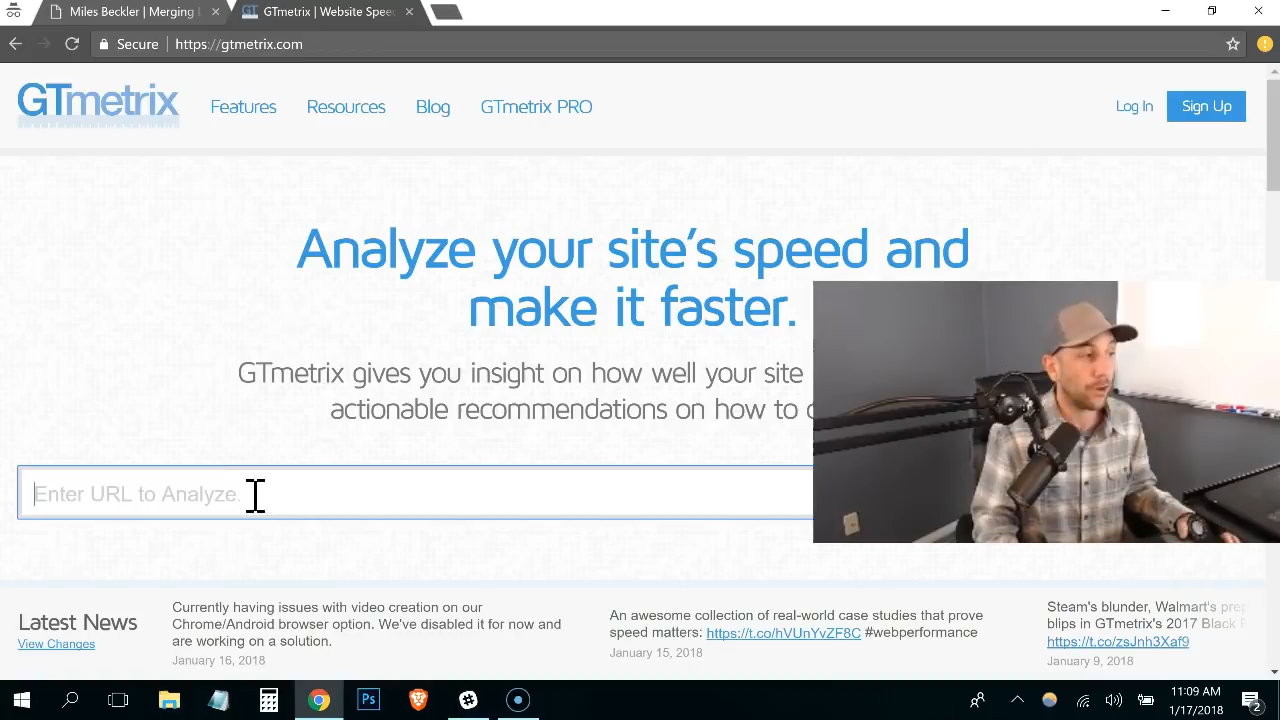 Miles Beckler | Merging
GTmetrix | Website Spee
Secure
https://gtmetrix.com
GTmetrix
Features
Resources
Blog
GTmetrix PRO
Log In
Sign Up
Analyze your site's speed and
make it faster.
GTmetrix gives you insight on how well your site
actionable recommendations on how to
Enter URL to Analyze.
Latest News
View Changes
Currently having issues with video creation on our
Chrome/Android browser option. We've disabled it for now and
are working on a solution.
January 16, 2018
An awesome collection of real-world case studies that prove
speed matters: https://t.co/hVUnYvZF8C #webperformance
January 15, 2018
Steam's blunder, Walmart's
blips in GTmetrix's 2017 Black
https://t.co/zsJnh3Xaf9
January 9, 2018
Ps
11:09 AM
1/17/2018
2